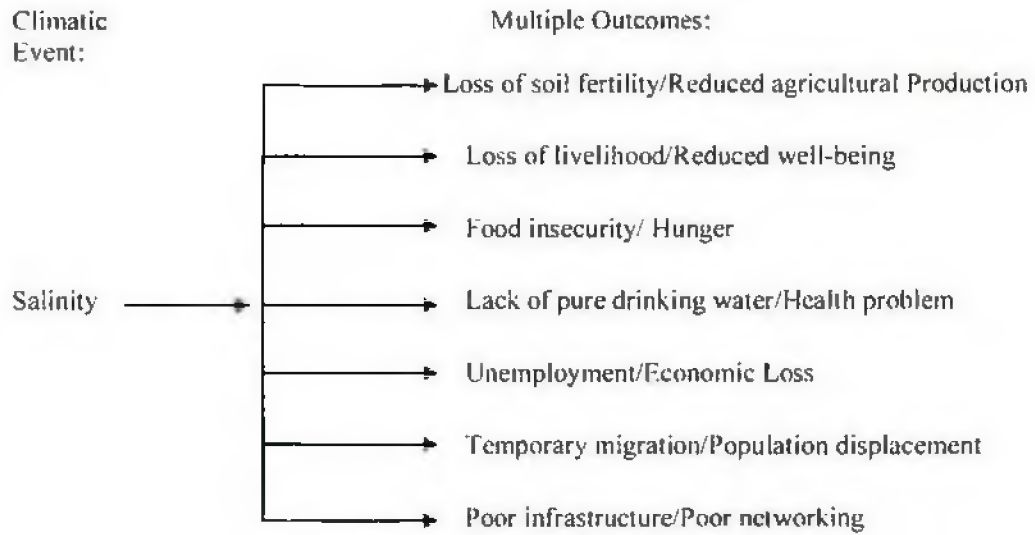 Climatic
Event:
Multiple Outcomes:
Loss of soil fertility/Reduced agricultural Production
Loss of livelihood/Reduced well-being
Food insecurity/ Hunger
Salinity
Lack of pure drinking water/Health problem
Unemployment/Economic Loss
Temporary migration/Population displacement
Poor infrastructure/Poor networking